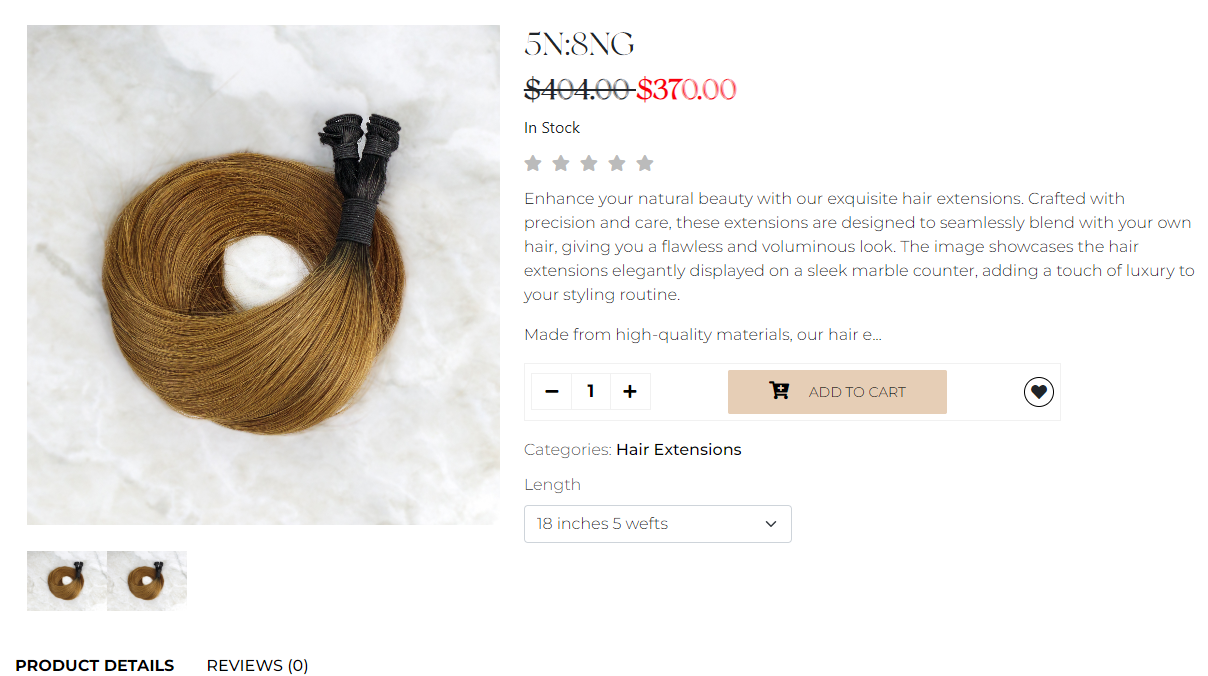 5N:8NG
$404.00 $370.00
In Stock
Enhance your natural beauty with our exquisite hair extensions. Crafted with
precision and care, these extensions are designed to seamlessly blend with your own
hair, giving you a flawless and voluminous look. The image showcases the hair
extensions elegantly displayed on a sleek marble counter, adding a touch of luxury to
your styling routine.
Made from high-quality materials, our hair e...
1
ADD TO CART
Categories: Hair Extensions
Length
18 inches 5 wefts
PRODUCT DETAILS REVIEWS (0)